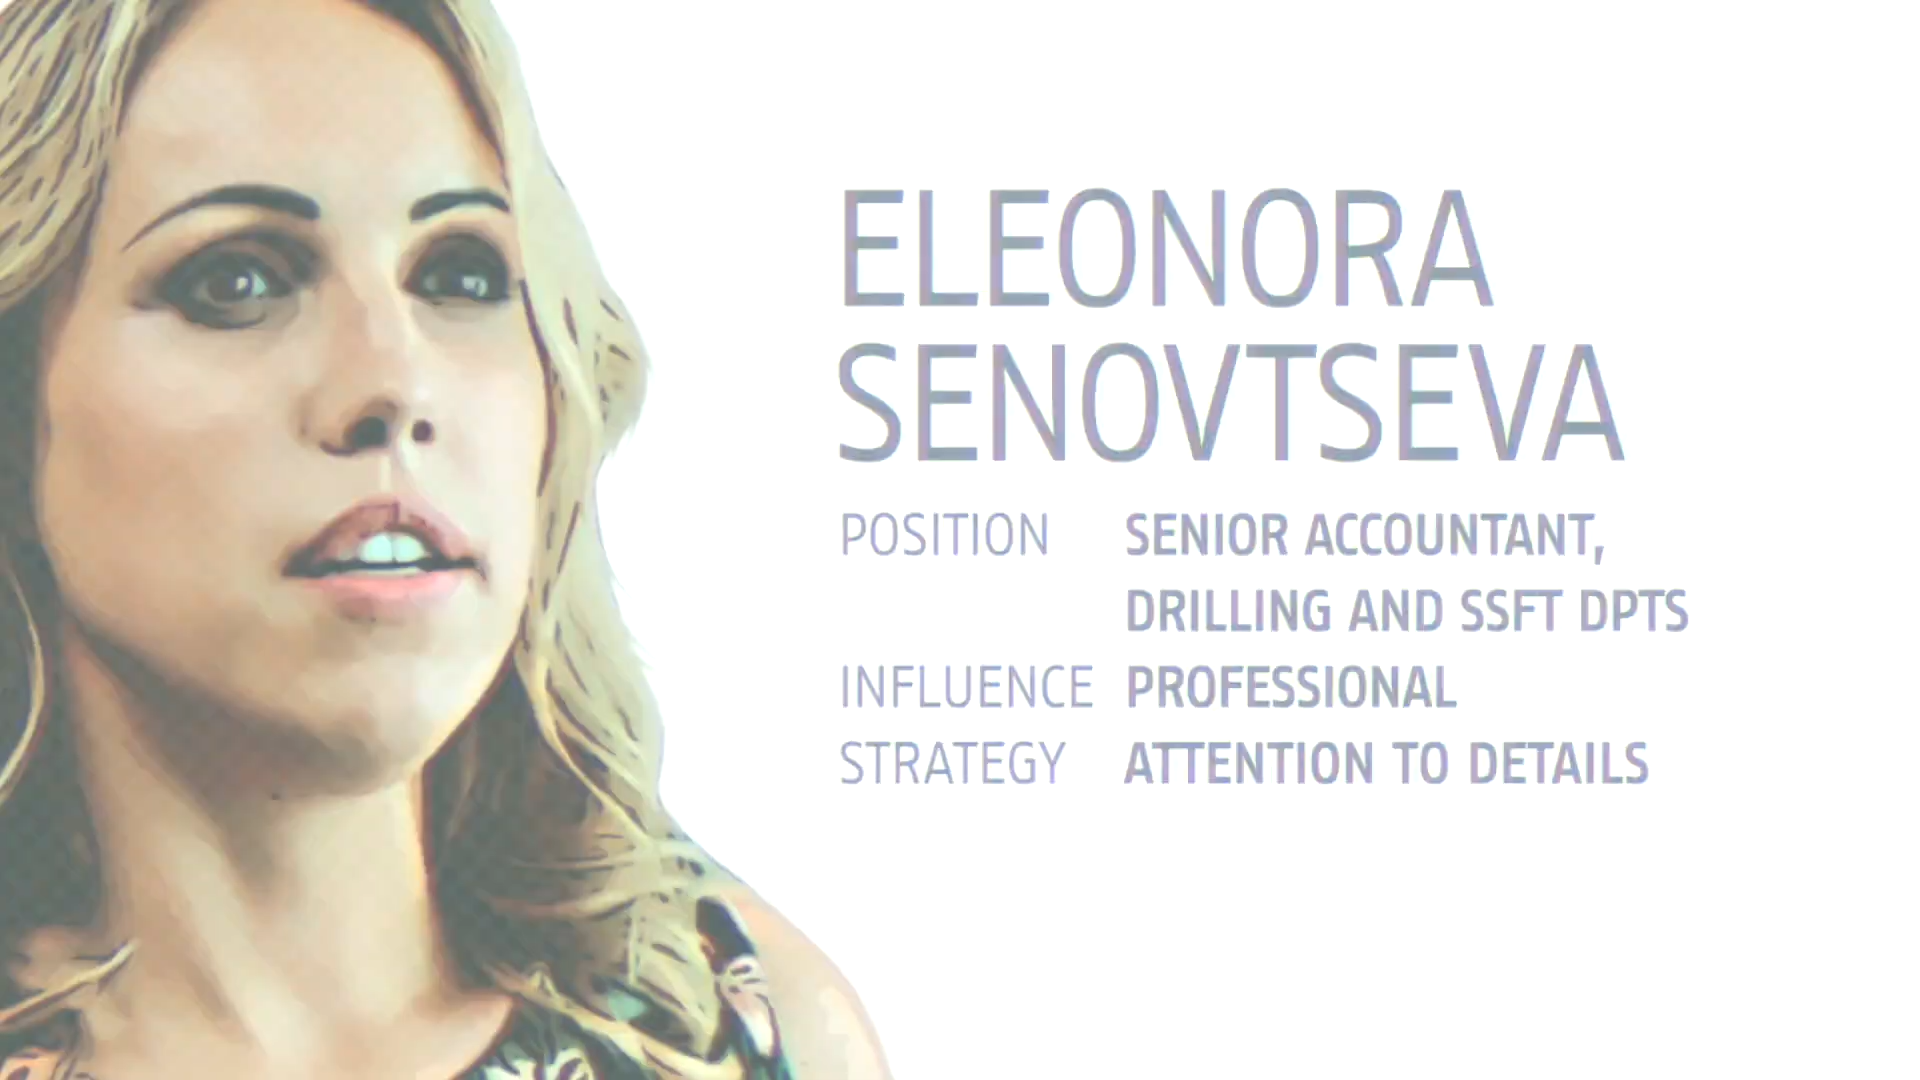 ELEONORA
SENOVTSEVA
POSITION SENIOR ACCOUNTANT,
DRILLING AND SSFT DPTS
INFLUENCE PROFESSIONAL
STRATEGY ATTENTION TO DETAILS